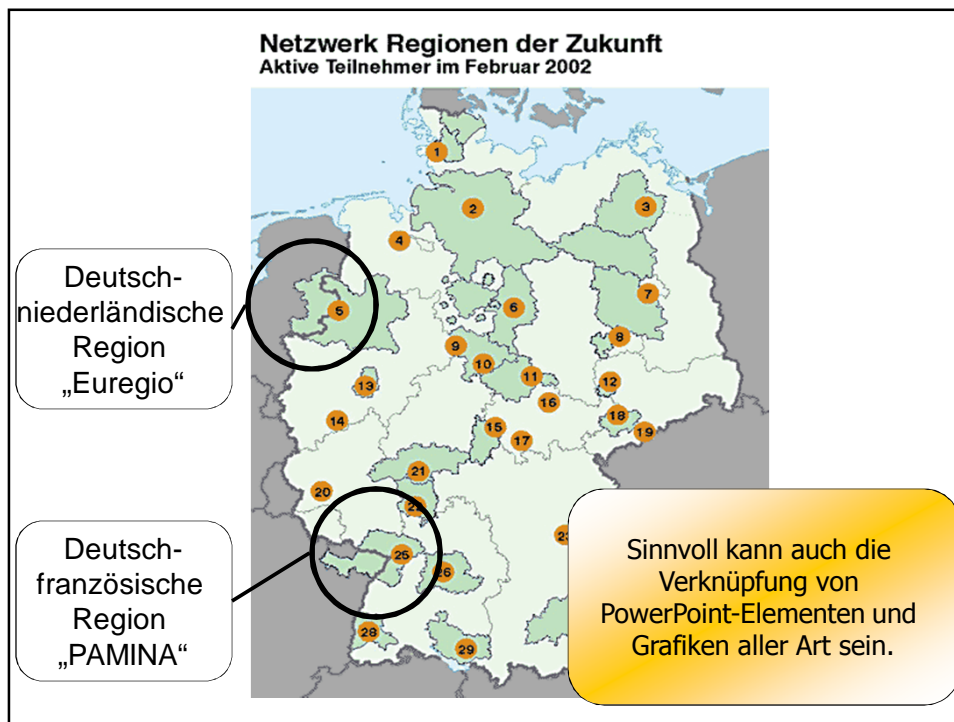 Netzwerk Regionen der Zukunft
Aktive Teilnehmer im Februar 2002
1
2
3
4
Deutsch-
niederländische
Region
„Euregio“
5
6
7
8
9
10
11
12
13
14
15
16
17
18
19
20
21
22
23
25
26
28
29
Deutsch-
französische
Region
„PAMINA“
Sinnvoll kann auch die
Verknüpfung von
PowerPoint-Elementen und
Grafiken aller Art sein.